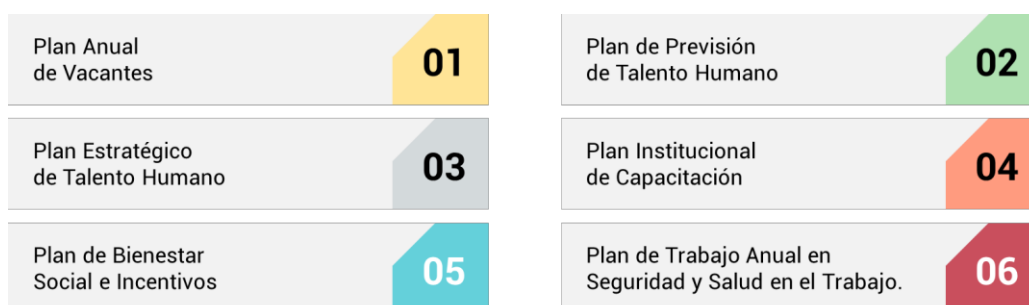 Plan Anual
de Vacantes
01
Plan de Previsión
de Talento Humano
02
Plan Estratégico
de Talento Humano
03
Plan Institucional
de Capacitación
04
Plan de Bienestar
Social e Incentivos
05
Plan de Trabajo Anual en
Seguridad y Salud en el Trabajo.
06